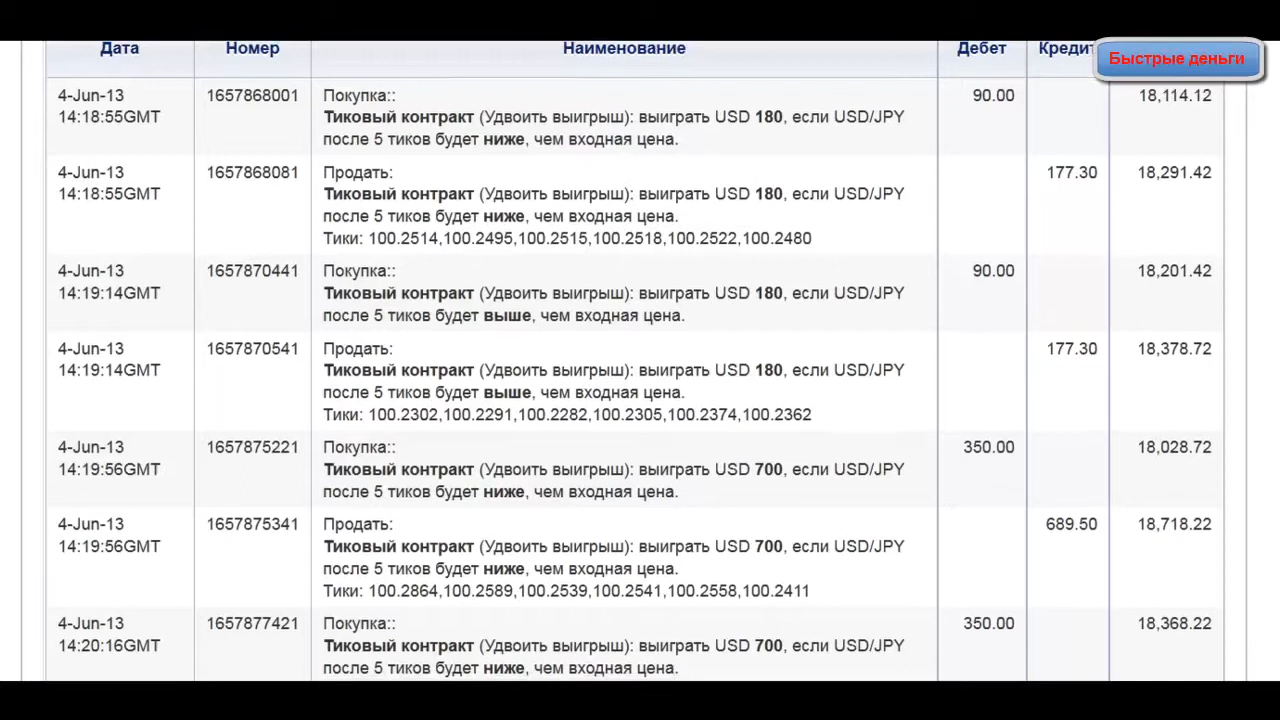 Дата Номер Наименование Дебет Кредит
Быстрые деньги
4-Jun-13 1657868001 Покупка:: 90.00 18,114.12
14:18:55GMT Тиковый контракт (Удвоить выигрыш): выиграть USD 180, если USD/JPY
после 5 тиков будет ниже, чем входная цена.
4-Jun-13 1657868081 Продать: 177.30 18,291.42
14:18:55GMT Тиковый контракт (Удвоить выигрыш): выиграть USD 180, если USD/JPY
после 5 тиков будет ниже, чем входная цена.
Тики: 100.2514,100.2495,100.2515,100.2518,100.2522,100.2480
4-Jun-13 1657870441 Покупка:: 90.00 18,201.42
14:19:14GMT Тиковый контракт (Удвоить выигрыш): выиграть USD 180, если USD/JPY
после 5 тиков будет выше, чем входная цена.
4-Jun-13 1657870541 Продать: 177.30 18,378.72
14:19:14GMT Тиковый контракт (Удвоить выигрыш): выиграть USD 180, если USD/JPY
после 5 тиков будет выше, чем входная цена.
Тики: 100.2302,100.2291,100.2282,100.2305,100.2374,100.2362
4-Jun-13 1657875221 Покупка:: 350.00 18,028.72
14:19:56GMT Тиковый контракт (Удвоить выигрыш): выиграть USD 700, если USD/JPY
после 5 тиков будет ниже, чем входная цена.
4-Jun-13 1657875341 Продать: 689.50 18,718.22
14:19:56GMT Тиковый контракт (Удвоить выигрыш): выиграть USD 700, если USD/JPY
после 5 тиков будет ниже, чем входная цена.
Тики: 100.2864,100.2589,100.2539,100.2541,100.2558,100.2411
4-Jun-13 1657877421 Покупка:: 350.00 18,368.22
14:20:16GMT Тиковый контракт (Удвоить выигрыш): выиграть USD 700, если USD/JPY
после 5 тиков будет ниже, чем входная цена.